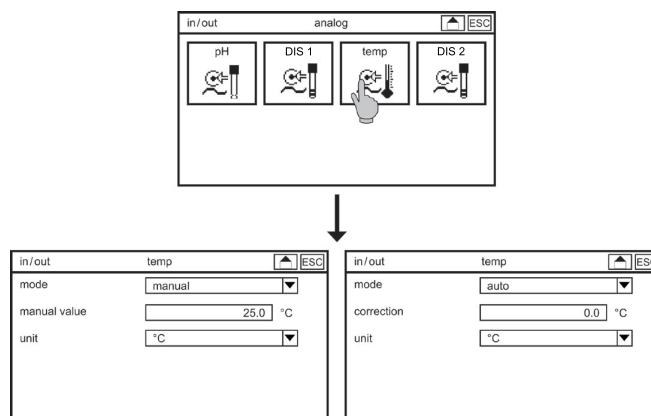 in/out analog ESC
pH DIS 1 temp DIS 2
in/out temp ESC
mode manual
manual value 25.0 °C
unit °C
in/out temp ES
mode auto
correction 0.0 °C
unit °C